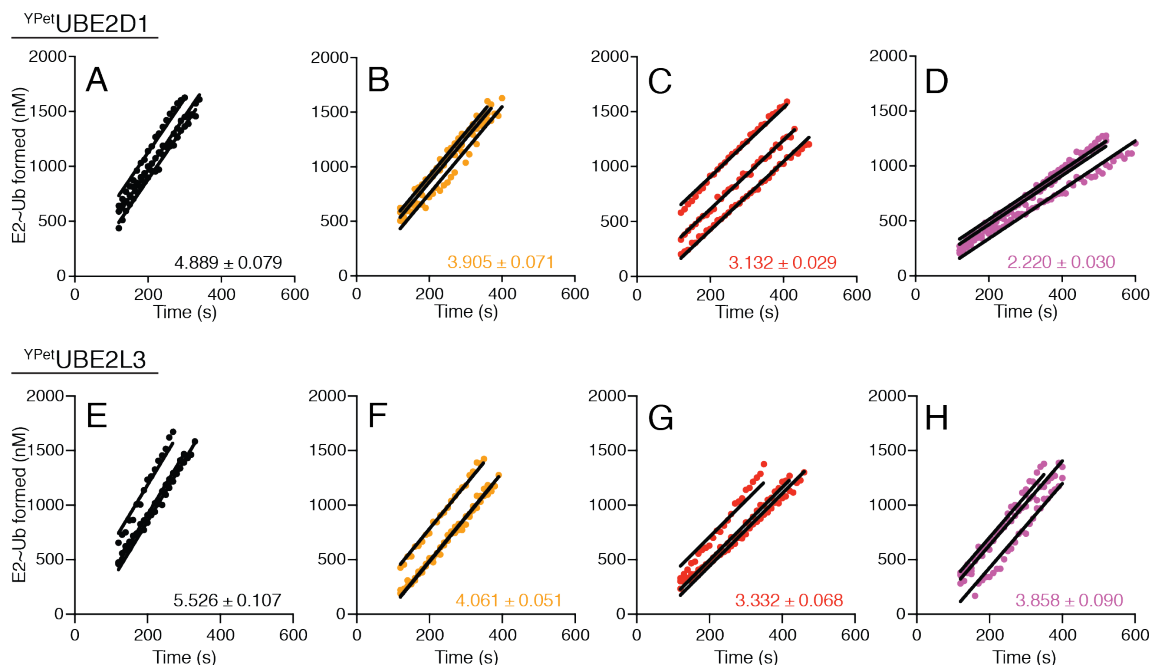 YPetUBE2D1
A
B
C
D
E2~Ub formed (nM)
2000
1500
1000
500
0
2000
1500
1000
500
0
2000
1500
1000
500
0
2000
1500
1000
500
0
4.889 ± 0.079
3.905 ± 0.071
3.132 ± 0.029
2.220 ± 0.030
0 200 400 600
0 200 400 600
0 200 400 600
0 200 400 600
Time (s)
Time (s)
Time (s)
Time (s)
YPetUBE2L3
E
F
G
H
E2~Ub formed (nM)
2000
1500
1000
500
0
2000
1500
1000
500
0
2000
1500
1000
500
0
2000
1500
1000
500
0
5.526 ± 0.107
4.061 ± 0.051
3.332 ± 0.068
3.858 ± 0.090
0 200 400 600
0 200 400 600
0 200 400 600
0 200 400 600
Time (s)
Time (s)
Time (s)
Time (s)